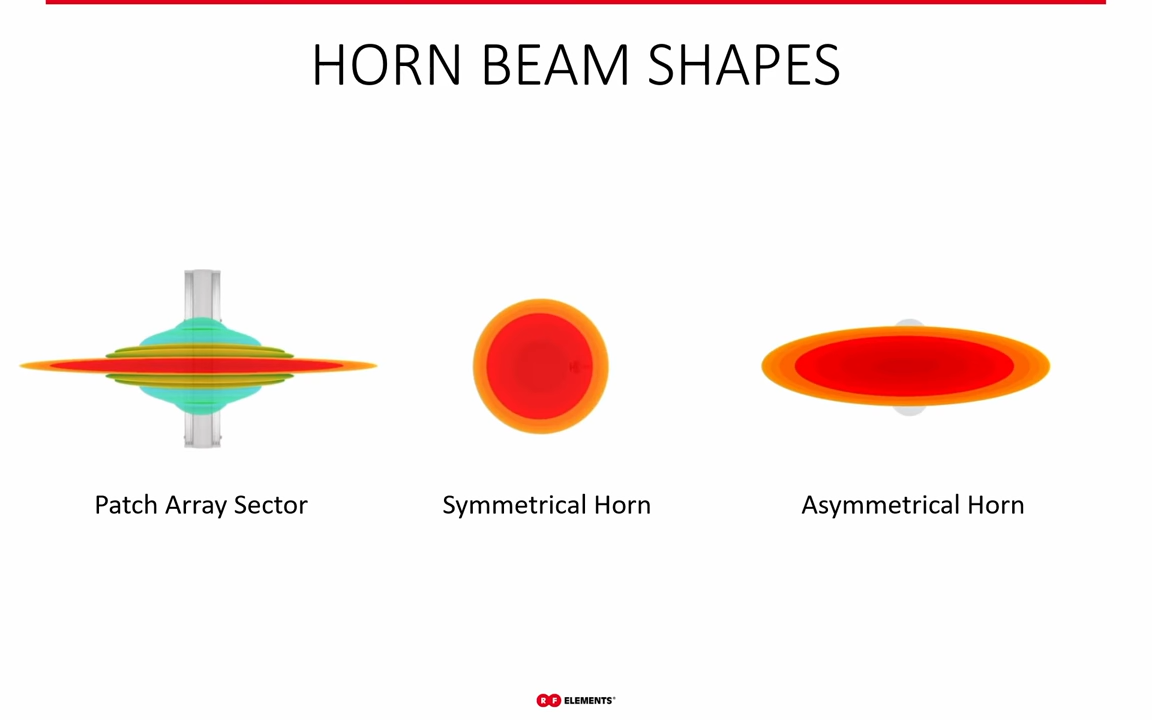 HORN BEAM SHAPES
Patch Array Sector
Symmetrical Horn
Asymmetrical Horn
RF ELEMENTS®